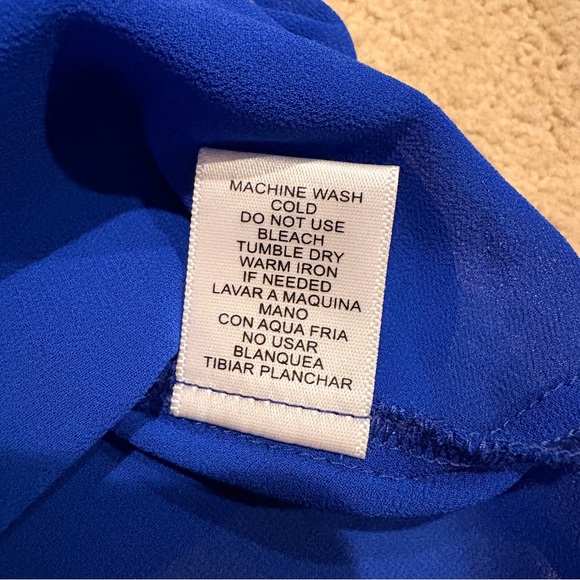 MACHINE WASH
COLD
DO NOT USE
BLEACH
TUMBLE DRY
WARM IRON
IF NEEDED
LAVAR A MAQUINA
MANO
CON AQUA FRIA
NO USAR
BLANQUEA
TIBIAR PLANCHAR